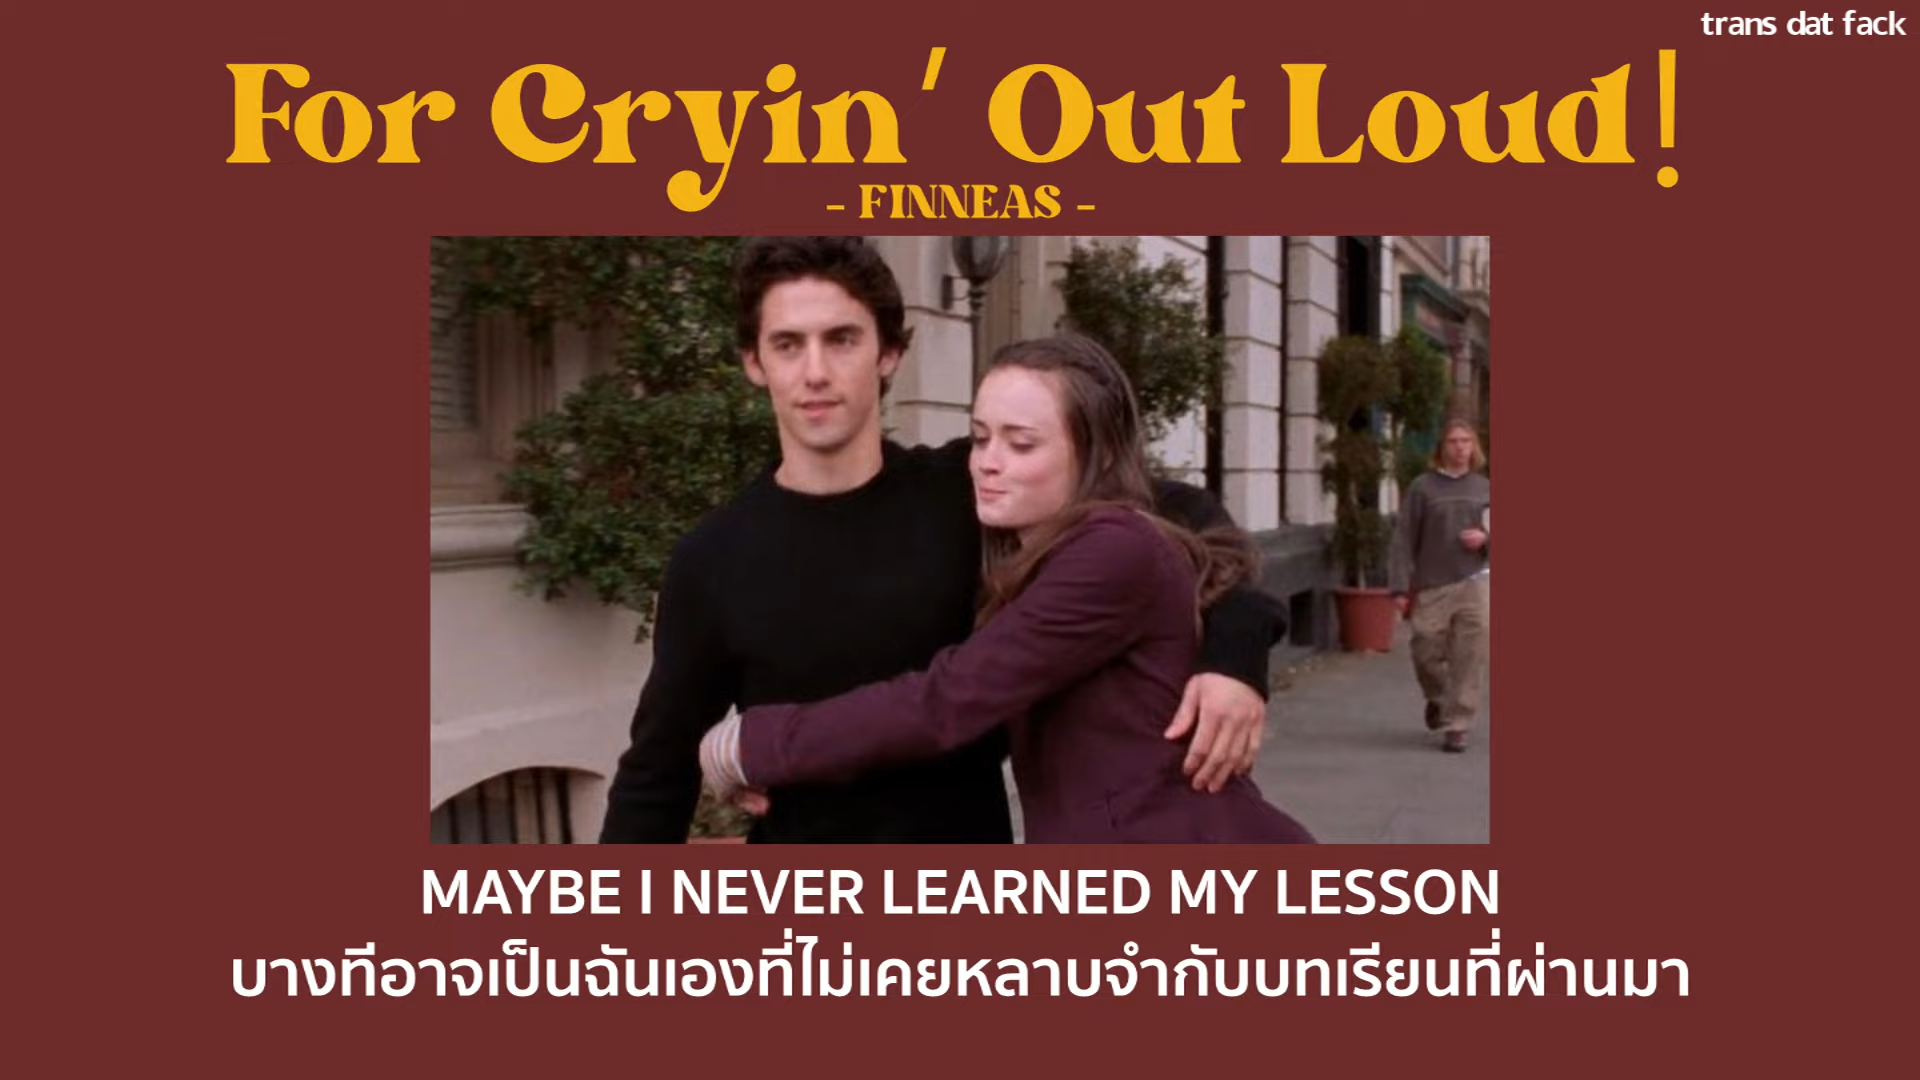 trans dat fack
For Cryin' Out Loud!
- FINNEAS -
MAYBE I NEVER LEARNED MY LESSON
บางทีอาจเป็นฉันเองที่ไม่เคยหลาบจำกับบทเรียนที่ผ่านมา